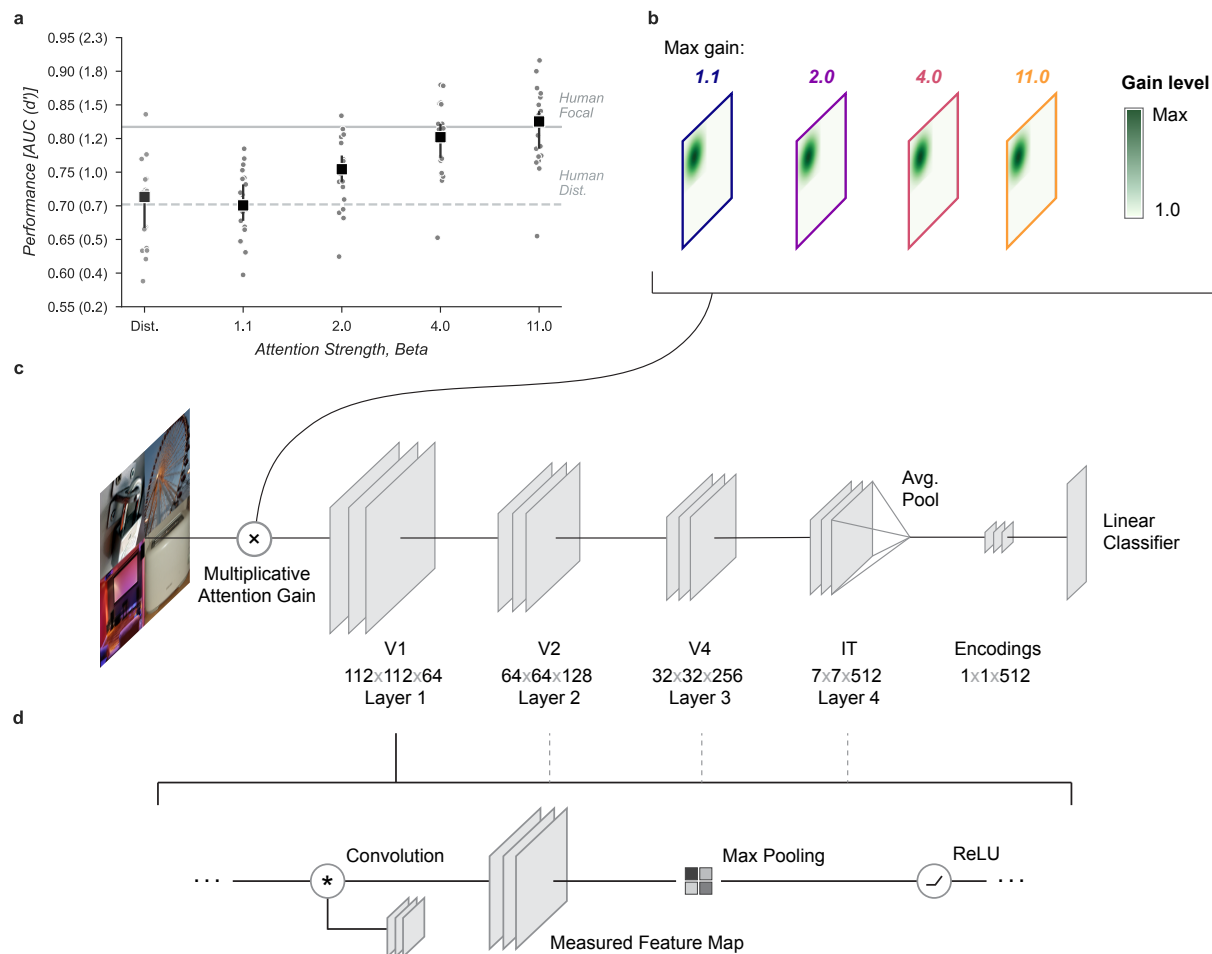 a
0.95 (2.3)
0.90 (1.8)
0.85 (1.5)
0.80 (1.2)
0.75 (1.0)
0.70 (0.7)
0.65 (0.5)
0.60 (0.4)
0.55 (0.2)
Performance [AUC (d')]
Human
Focal
Human
Dist.
Dist.
1.1
2.0
4.0
11.0
Attention Strength, Beta
b
Max gain:
1.1
2.0
4.0
11.0
Gain level
Max
1.0
c
Multiplicative
Attention Gain
Avg.
Pool
Linear
Classifier
V1
112x112x64
Layer 1
V2
64x64x128
Layer 2
V4
32x32x256
Layer 3
IT
7x7x512
Layer 4
Encodings
1x1x512
d
Convolution
Measured Feature Map
Max Pooling
ReLU